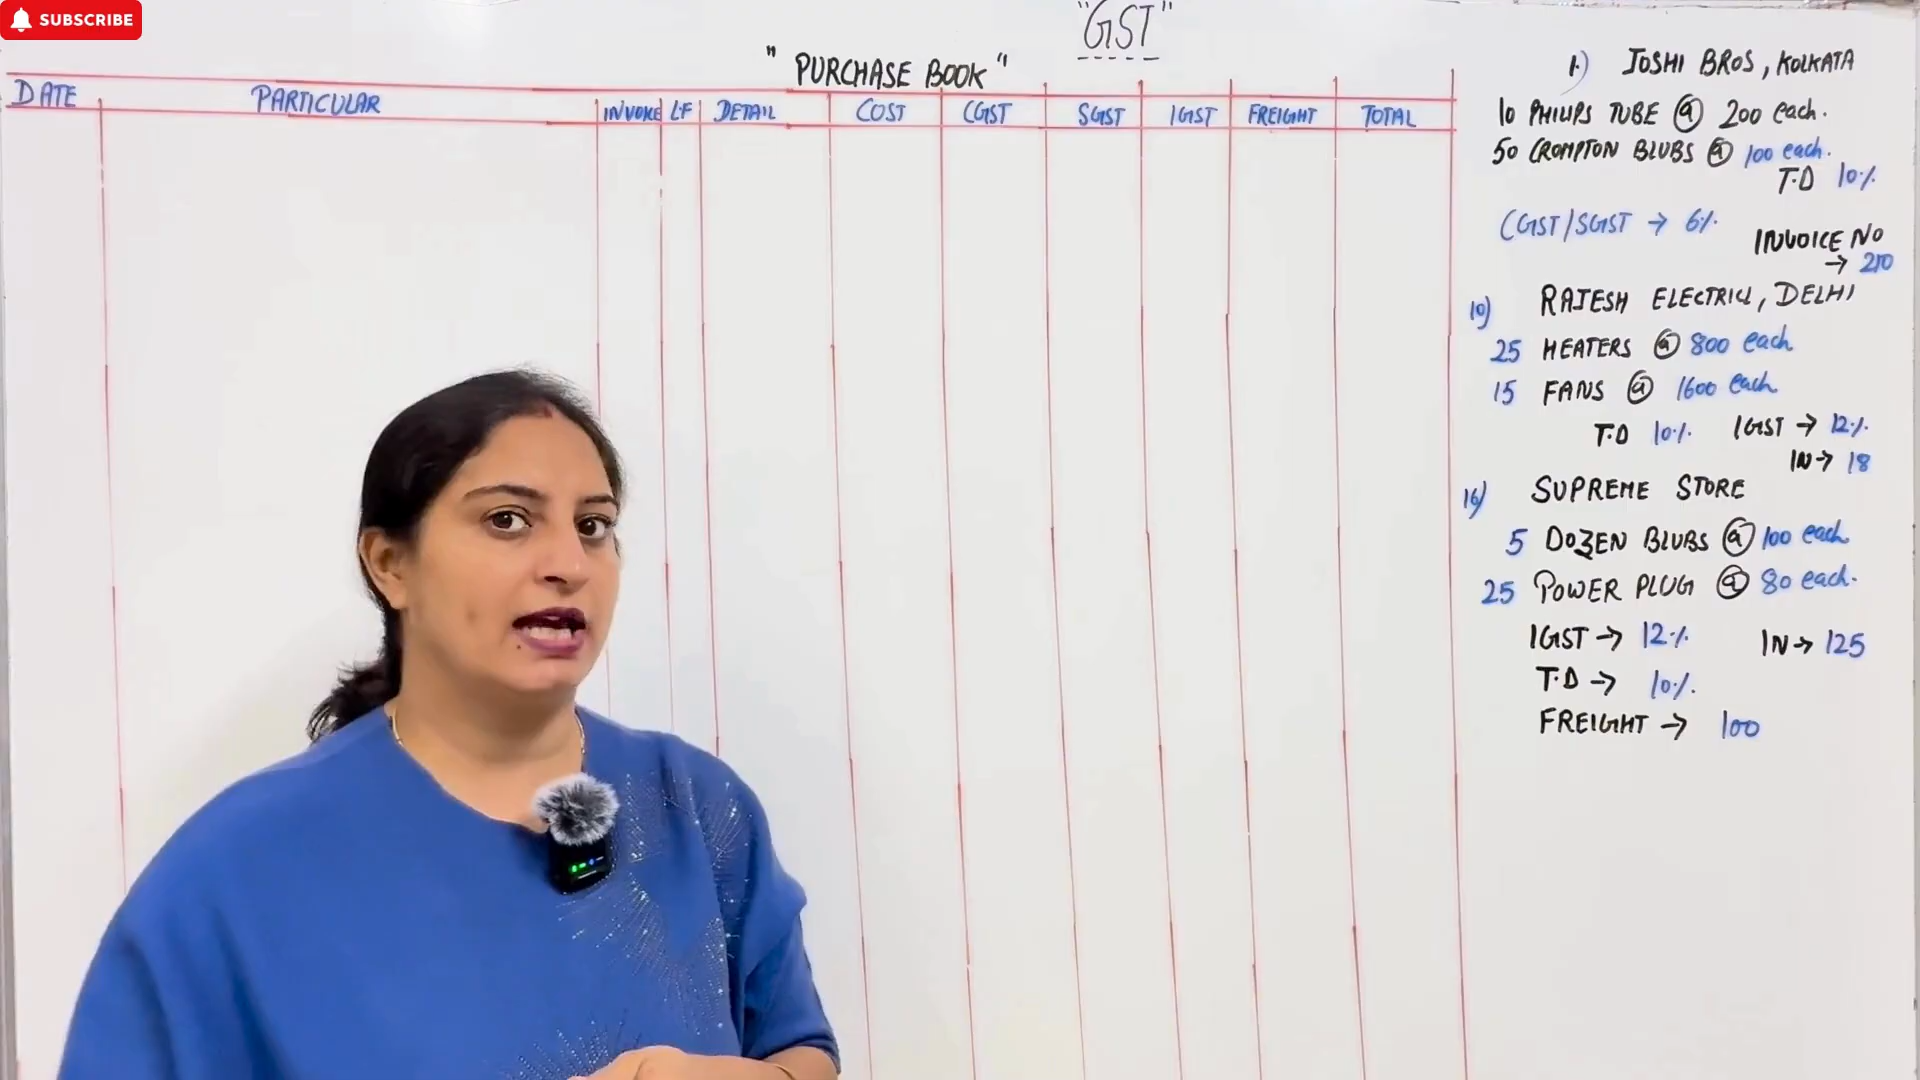 SUBSCRIBE
"GST"
"PURCHASE BOOK"
DATE PARTICULAR INVOICE LF DETAIL COST CGST SGST IGST FREIGHT TOTAL
1.) JOSHI BROS, KOLKATA
10 PHILIPS TUBE @ 200 each.
50 CROMPTON BLUBS @ 100 each.
T.D 10%
CGST/SGST → 6%
INVOICE NO
→ 210
10) RAJESH ELECTRICL, DELHI
25 HEATERS @ 800 each
15 FANS @ 1600 each
T.D 10% IGST → 12%
IN → 18
16) SUPREME STORE
5 DOZEN BLUBS @ 100 each
25 POWER PLUG @ 80 each.
IGST → 12% IN → 125
T.D → 10%.
FREIGHT → 100